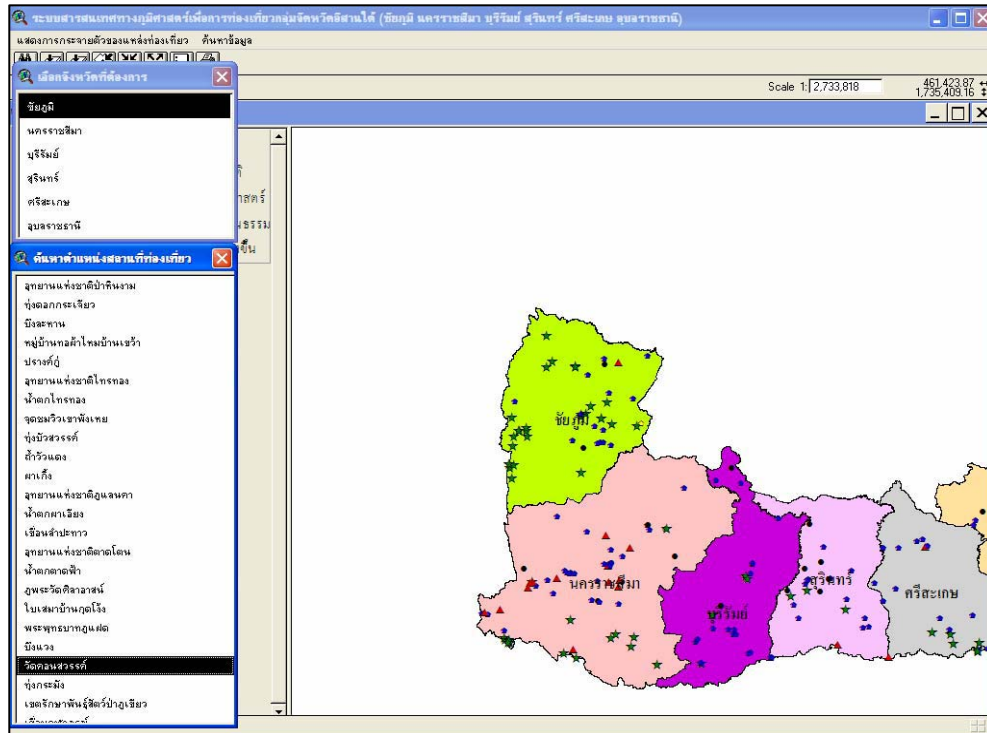 ระบบสารสนเทศทางภูมิศาสตร์เพื่อการท่องเที่ยวกลุ่มจังหวัดอีสานใต้ (ชัยภูมิ นครราชสีมา บุรีรัมย์ สุรินทร์ ศรีสะเกษ อุบลราชธานี)
แสดงการกระจายตัวของแหล่งท่องเที่ยว ค้นหาข้อมูล
Scale 1: 2,733,818
461,423.87
1,735,409.16
เลือกจังหวัดที่ต้องการ
ชัยภูมิ
นครราชสีมา
บุรีรัมย์
สุรินทร์
ศรีสะเกษ
อุบลราชธานี
ค้นหาตำแหน่งสถานที่ท่องเที่ยว
อุทยานแห่งชาติป่าหินงาม
ทุ่งดอกกระเจียว
บึงละหาน
หมู่บ้านทอผ้าไหมบ้านเขว้า
ปรางค์กู่
อุทยานแห่งชาติไทรทอง
น้ำตกไทรทอง
จุดชมวิวเขาพังเหย
ทุ่งบัวสวรรค์
ถ้ำวัวแดง
ผาเกิ้ง
อุทยานแห่งชาติภูแลนคา
น้ำตกผาเอียง
เขื่อนลำปะทาว
อุทยานแห่งชาติตาดโตน
น้ำตกตาดฟ้า
ภูพระวัดศิลาอาสน์
ใบเสมาบ้านกุดโง้ง
พระพุทธบาทภูแฝด
บึงแวง
วัดคอนสวรรค์
ทุ่งกะมัง
เขตรักษาพันธุ์สัตว์ป่าภูเขียว
ชัยภูมิ
นครราชสีมา
บุรีรัมย์
สุรินทร์
ศรีสะเกษ